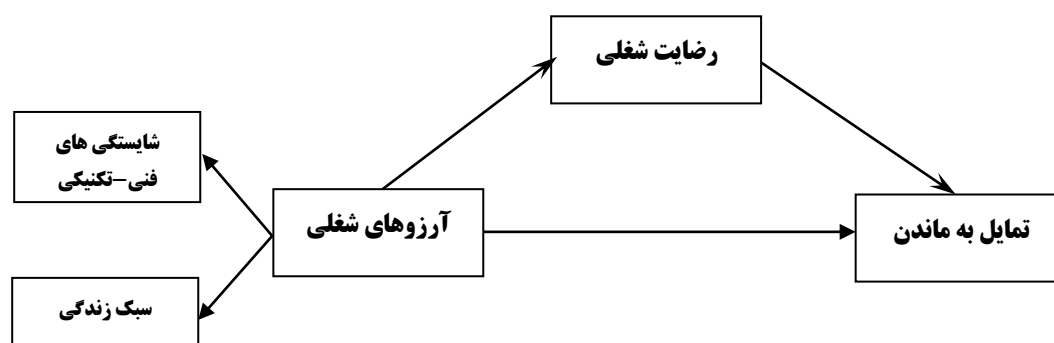 رضایت شغلی
شایستگی های
فنی–تکنیکی
آرزوهای شغلی
تمایل به ماندن
سبک زندگی